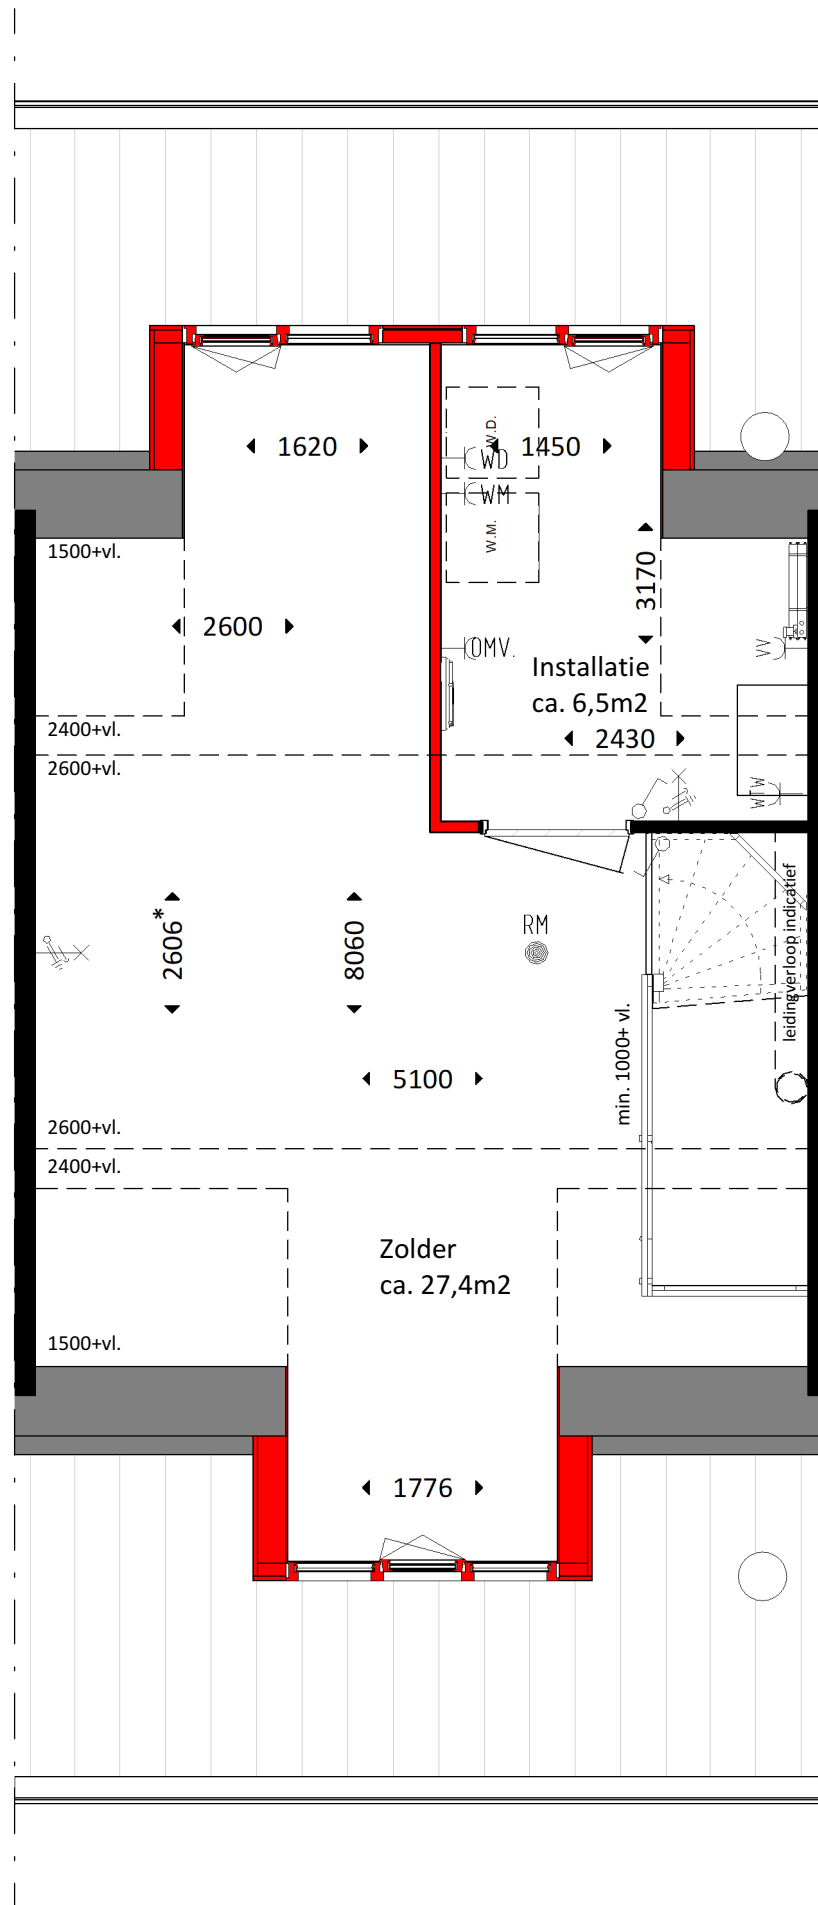 1620
W.D.
1450
WD
WM
W.M.
1500+vl.
3170
2600
OMV.
VV
Installatie
ca. 6,5m2
2400+vl.
2430
2600+vl.
WTW
leidingverloop indicatief
2606*
8060
RM
min. 1000+ vl.
5100
2600+vl.
2400+vl.
Zolder
ca. 27,4m2
1500+vl.
1776